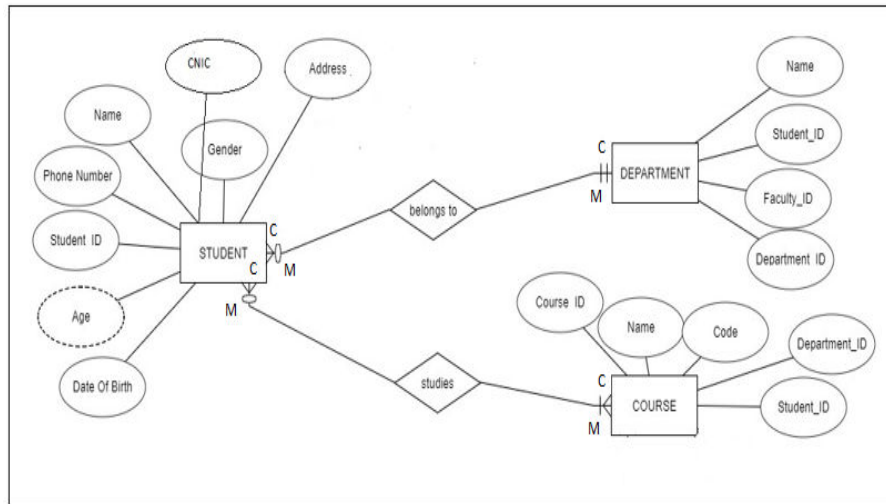 CNIC
Address
Name
Name
Gender
Student_ID
C
Phone Number
DEPARTMENT
M
belongs to
Faculty_ID
Student ID
C
STUDENT
C
M
M
Department ID
Course ID
Name
Code
Age
Department_ID
Date Of Birth
studies
C
COURSE
M
Student_ID